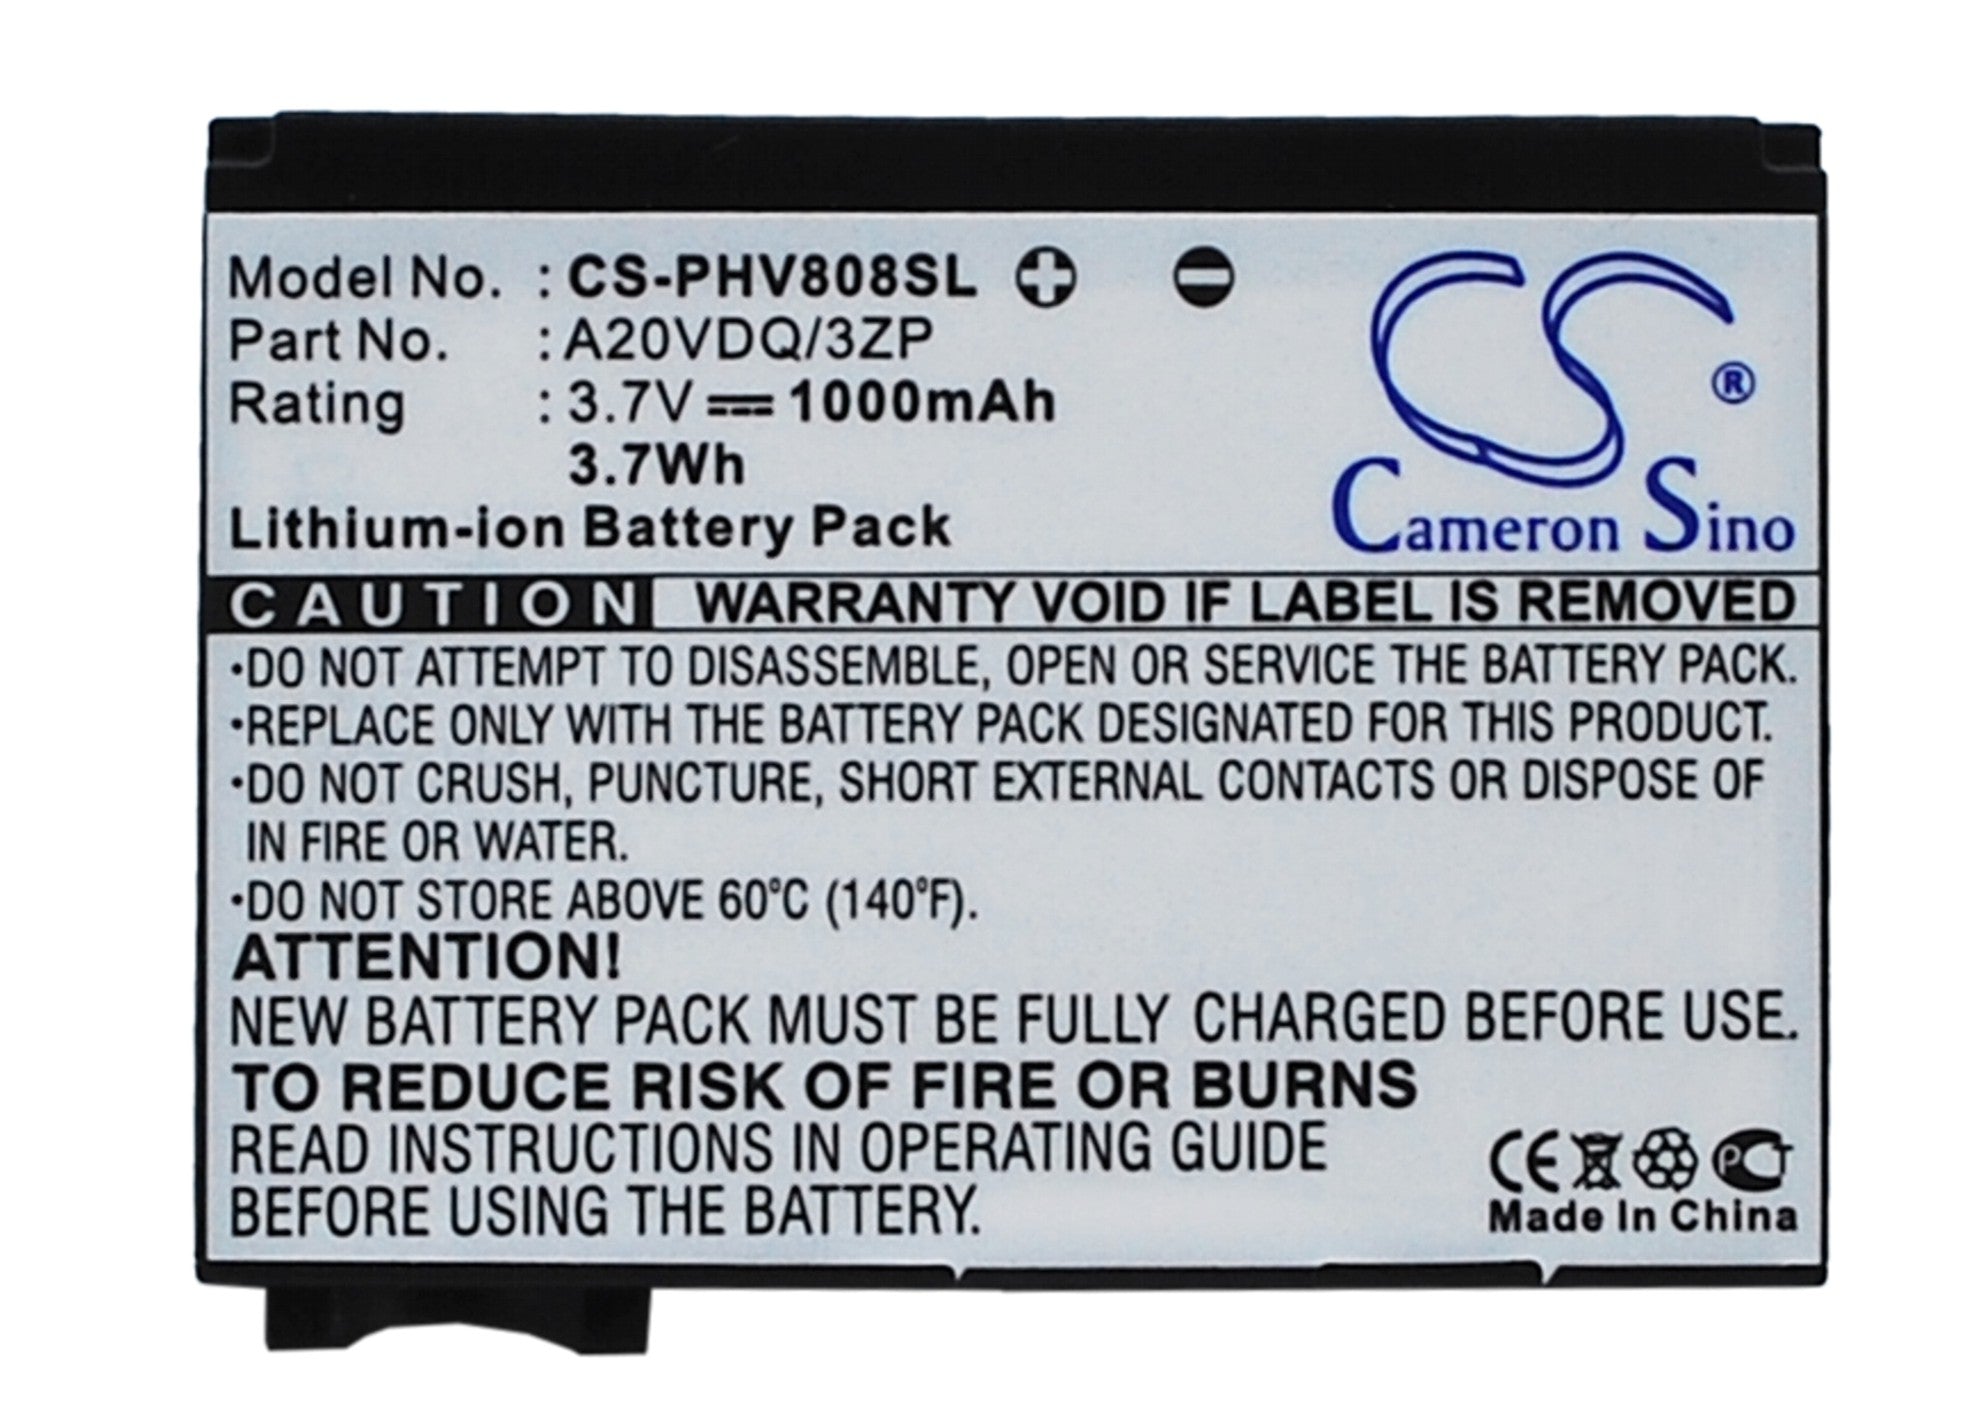 Model No. : CS-PHV808SL
Part No. : A20VDQ/3ZP
Rating : 3.7V 1000mAh
3.7Wh
Lithium-ion Battery Pack
CS ®
Cameron Sino
CAUTION WARRANTY VOID IF LABEL IS REMOVED
•DO NOT ATTEMPT TO DISASSEMBLE, OPEN OR SERVICE THE BATTERY PACK.
•REPLACE ONLY WITH THE BATTERY PACK DESIGNATED FOR THIS PRODUCT.
•DO NOT CRUSH, PUNCTURE, SHORT EXTERNAL CONTACTS OR DISPOSE OF
IN FIRE OR WATER.
•DO NOT STORE ABOVE 60°C (140°F).
ATTENTION!
NEW BATTERY PACK MUST BE FULLY CHARGED BEFORE USE.
TO REDUCE RISK OF FIRE OR BURNS
READ INSTRUCTIONS IN OPERATING GUIDE
BEFORE USING THE BATTERY.
CE PCT
Made In China